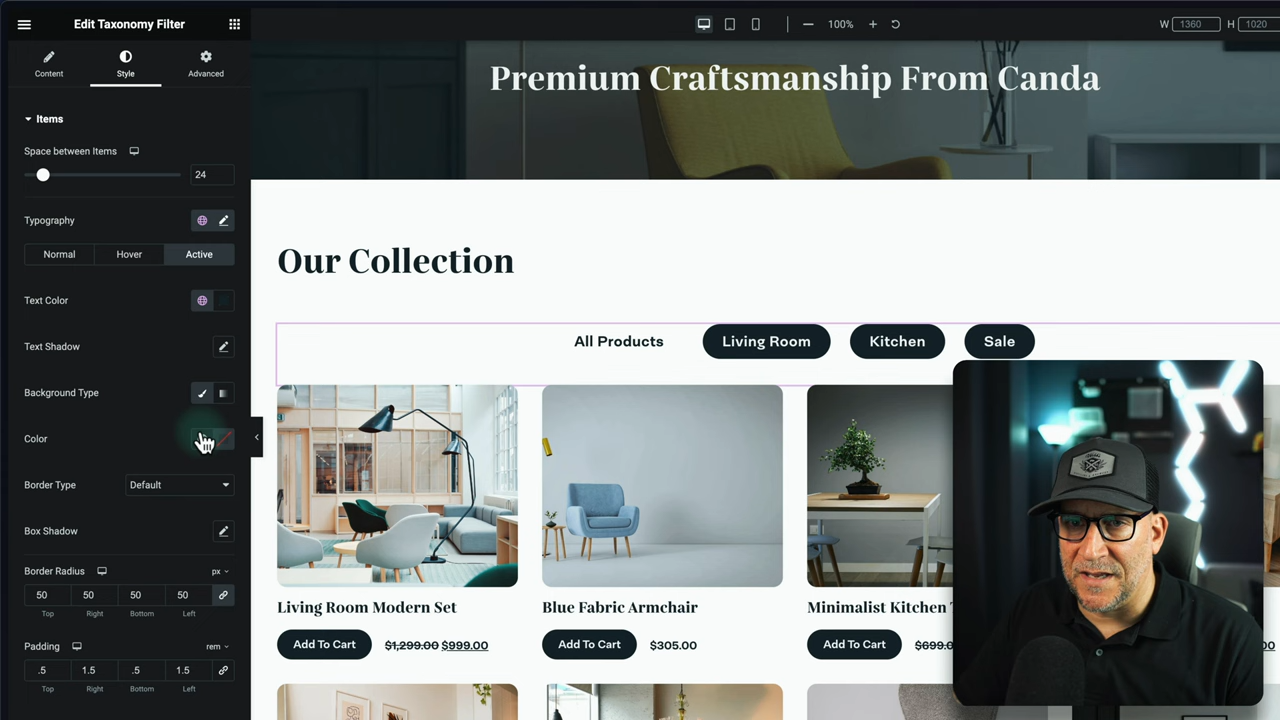 Edit Taxonomy Filter
100%
W 1360 H 1020
Content Style Advanced
Items
Space between Items
24
Typography
Normal Hover Active
Text Color
Text Shadow
Background Type
Color
Border Type Default
Box Shadow
Border Radius px
50 50 50 50
Top Right Bottom Left
Padding rem
.5 1.5 .5 1.5
Top Right Bottom Left
Premium Craftsmanship From Canda
Our Collection
All Products Living Room Kitchen Sale
Living Room Modern Set
Add To Cart $1,299.00 $999.00
Blue Fabric Armchair
Add To Cart $305.00
Minimalist Kitchen
Add To Cart